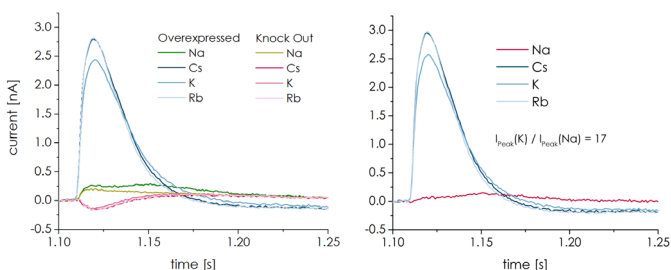 3.0
2.5
2.0
1.5
1.0
0.5
0.0
-0.5
current [nA]
Overexpressed Knock Out
Na Na
Cs Cs
K K
Rb Rb
1.10 1.15 1.20 1.25
time [s]
3.0
2.5
2.0
1.5
1.0
0.5
0.0
-0.5
Na
Cs
K
Rb
IPeak(K) / IPeak(Na) = 17
1.10 1.15 1.20 1.25
time [s]